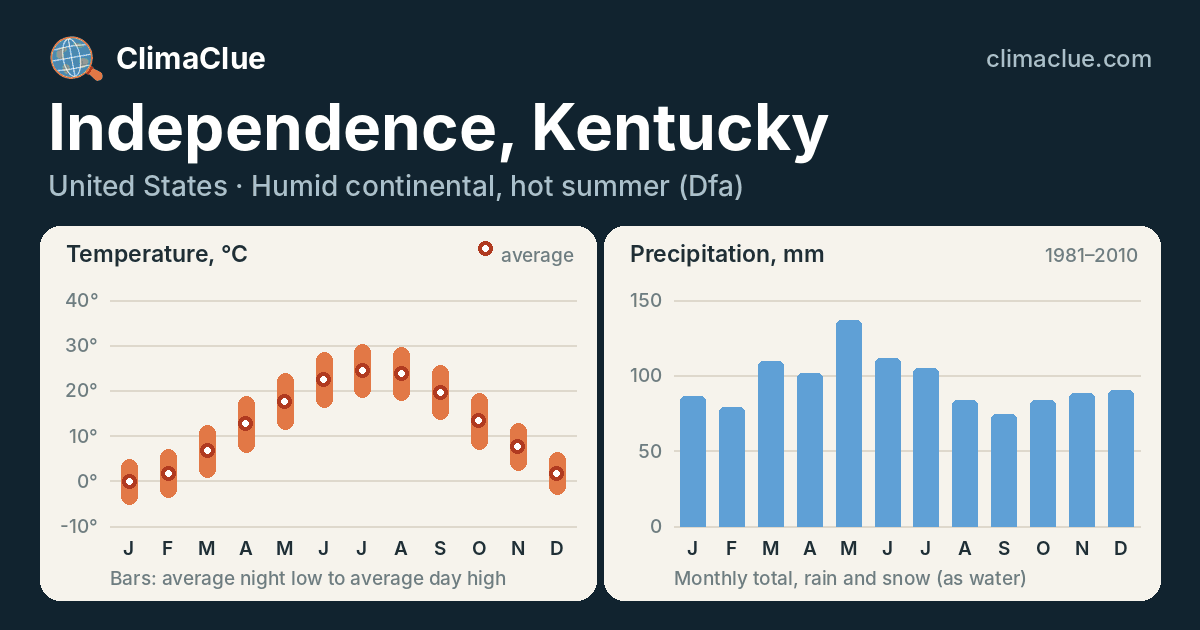 ClimaClue
climaclue.com
Independence, Kentucky
United States · Humid continental, hot summer (Dfa)
Temperature, °C
average
40°
30°
20°
10°
0°
-10°
J F M A M J J A S O N D
Bars: average night low to average day high
Precipitation, mm
1981–2010
150
100
50
0
J F M A M J J A S O N D
Monthly total, rain and snow (as water)